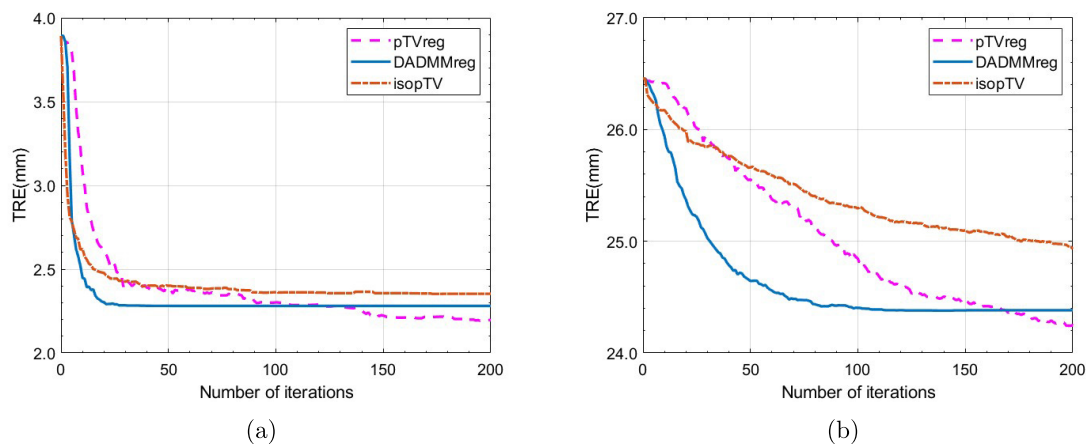 4.0
3.5
3.0
2.5
2.0
TRE(mm)
0 50 100 150 200
Number of iterations
pTVreg
DADMMreg
isopTV
(a)
27.0
26.0
25.0
24.0
TRE(mm)
0 50 100 150 200
Number of iterations
pTVreg
DADMMreg
isopTV
(b)